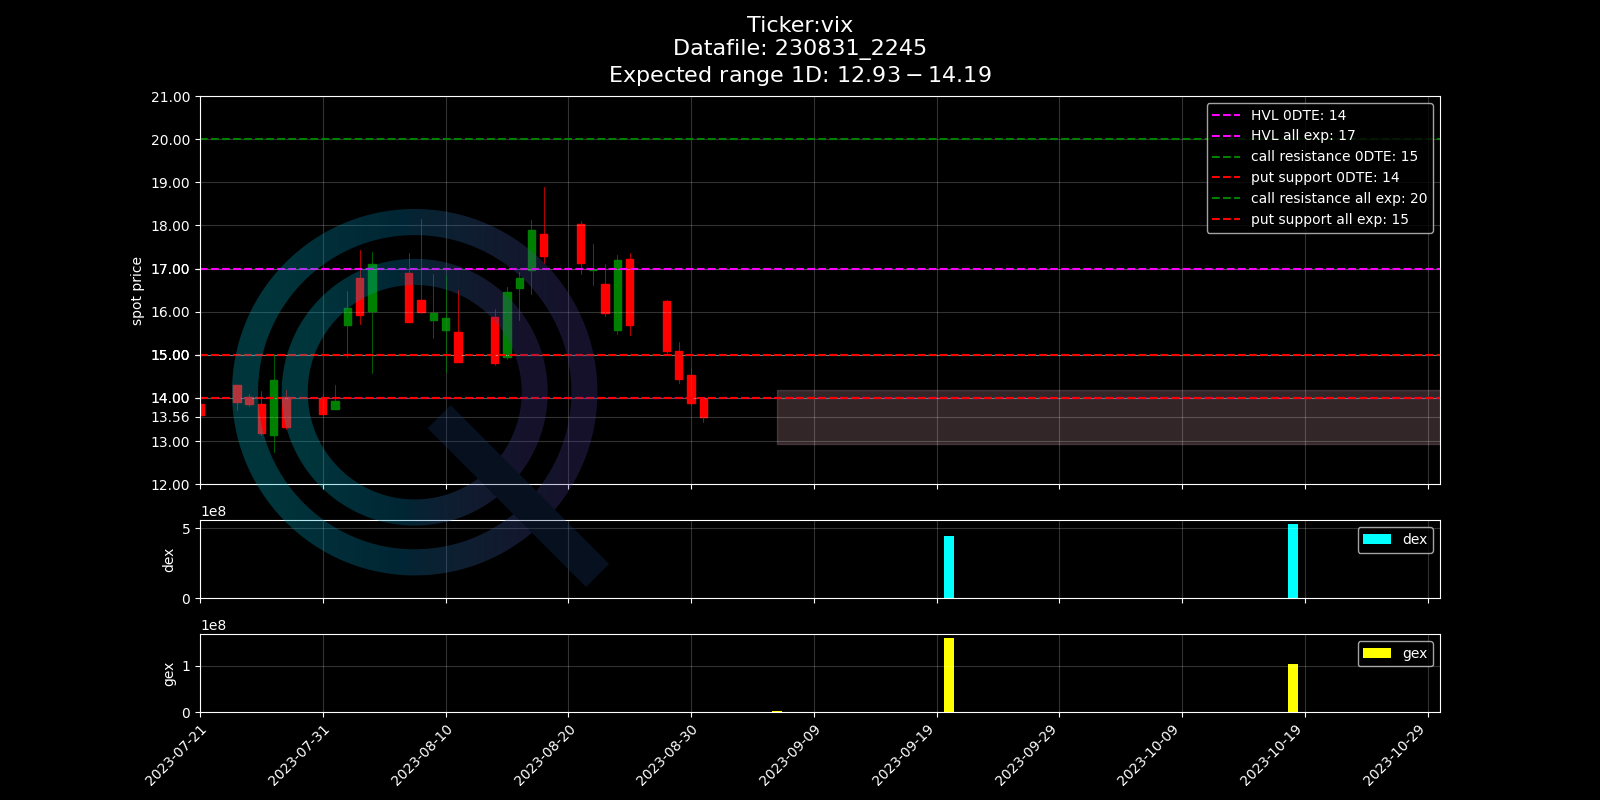 Ticker:vix
Datafile: 230831_2245
Expected range 1D: 12.93 − 14.19
21.00
20.00
19.00
18.00
17.00
16.00
15.00
14.00
13.56
13.00
12.00
spot price
HVL 0DTE: 14
HVL all exp: 17
call resistance 0DTE: 15
put support 0DTE: 14
call resistance all exp: 20
put support all exp: 15
1e8
5
0
dex
dex
1e8
1
0
gex
gex
2023-07-21
2023-07-31
2023-08-10
2023-08-20
2023-08-30
2023-09-09
2023-09-19
2023-09-29
2023-10-09
2023-10-19
2023-10-29